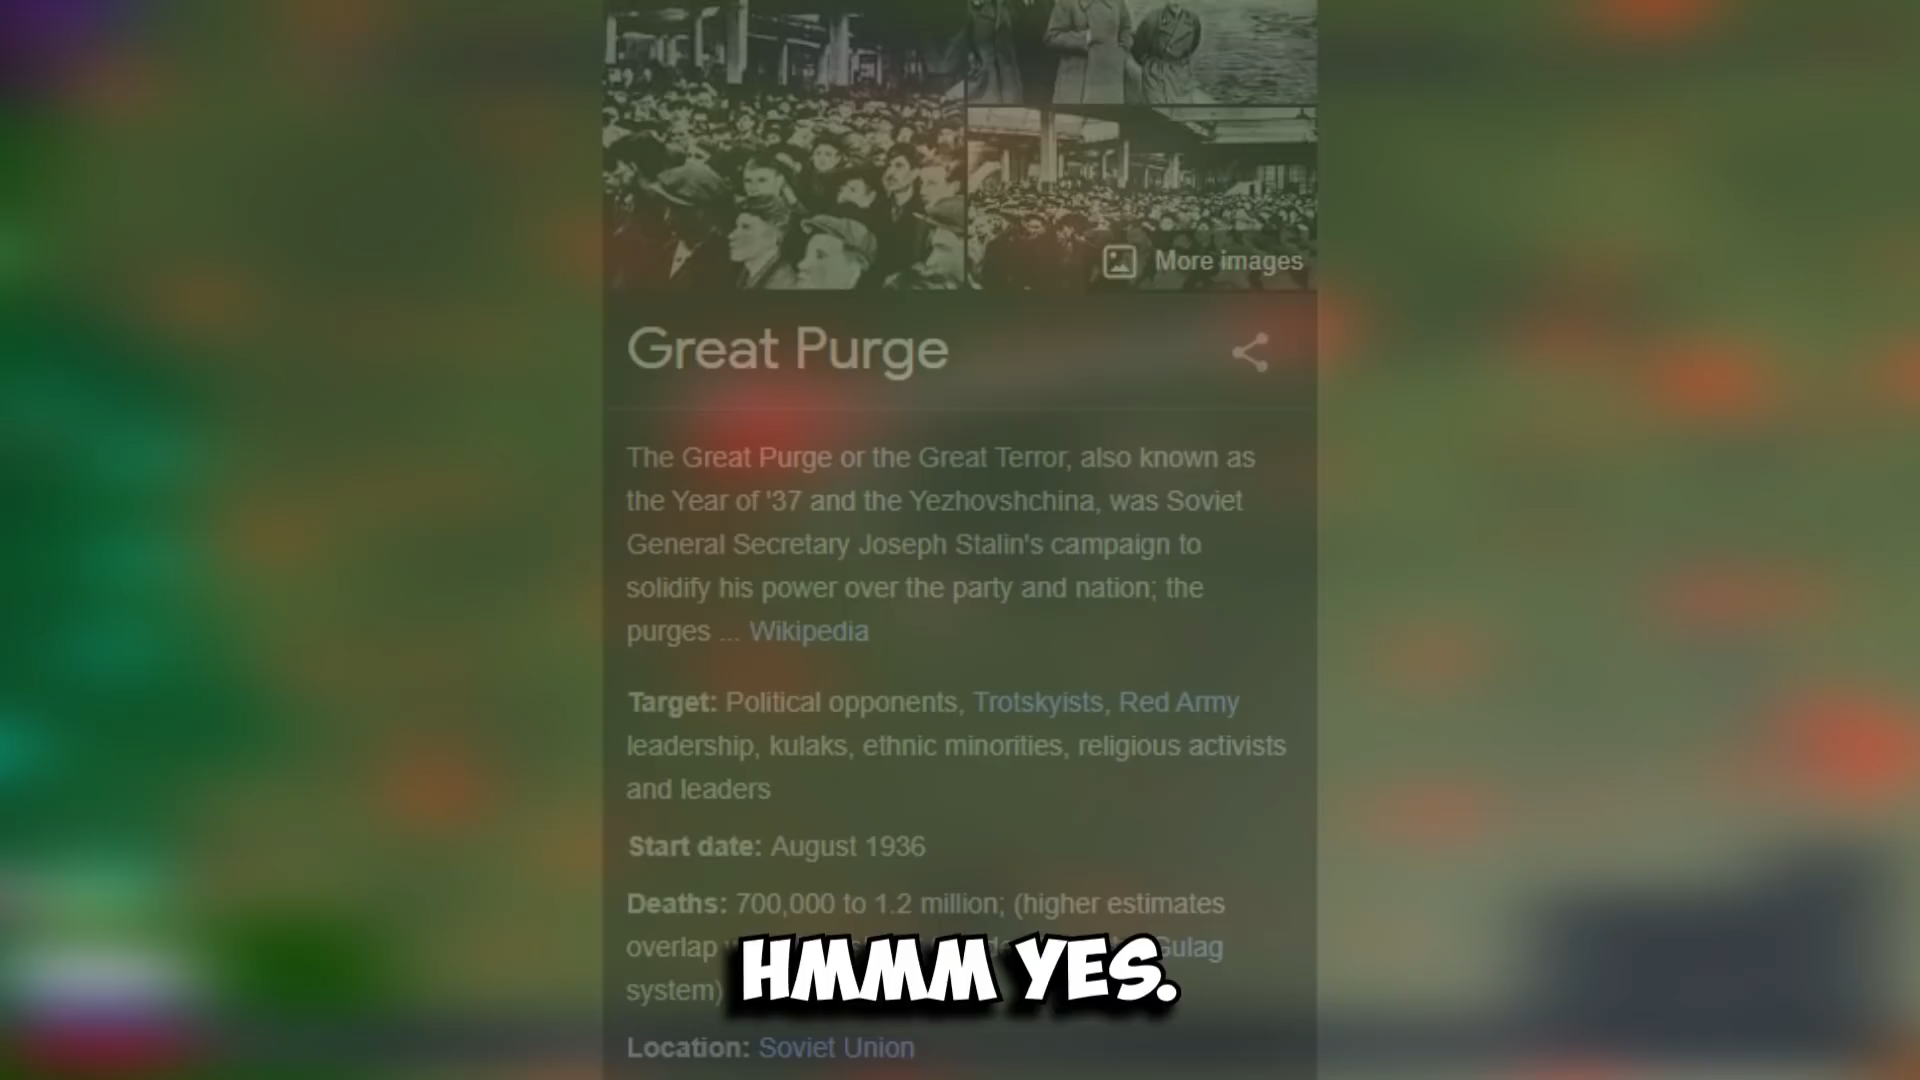 More images
Great Purge
The Great Purge or the Great Terror, also known as
the Year of '37 and the Yezhovshchina, was Soviet
General Secretary Joseph Stalin's campaign to
solidify his power over the party and nation; the
purges ... Wikipedia
Target: Political opponents, Trotskyists, Red Army
leadership, kulaks, ethnic minorities, religious activists
and leaders
Start date: August 1936
Deaths: 700,000 to 1.2 million; (higher estimates
overlap Gulag
system)
HMMM YES.
Location: Soviet Union